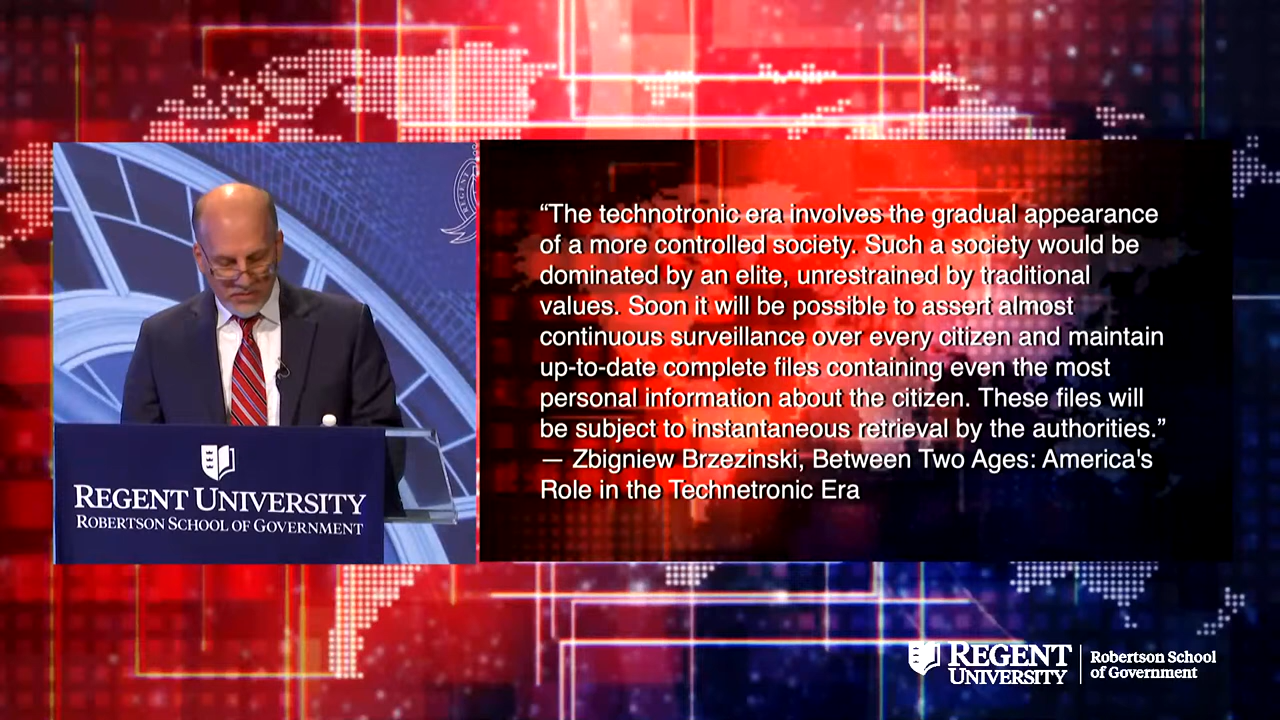 “The technotronic era involves the gradual appearance
of a more controlled society. Such a society would be
dominated by an elite, unrestrained by traditional
values. Soon it will be possible to assert almost
continuous surveillance over every citizen and maintain
up-to-date complete files containing even the most
personal information about the citizen. These files will
be subject to instantaneous retrieval by the authorities.”
— Zbigniew Brzezinski, Between Two Ages: America's
Role in the Technetronic Era
REGENT UNIVERSITY
ROBERTSON SCHOOL OF GOVERNMENT
REGENT
UNIVERSITY
Robertson School
of Government